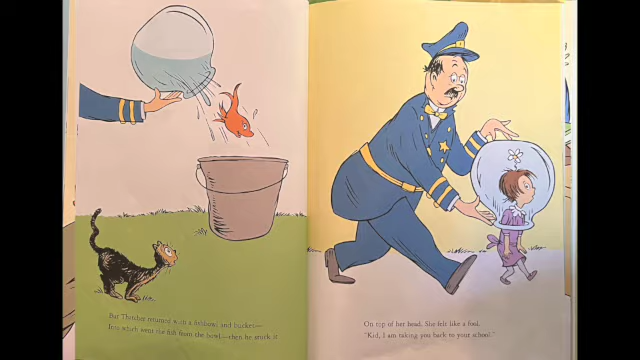 But Thatcher returned with a fishbowl and bucket—
Into which went the fish from the bowl—then he stuck it
On top of her head. She felt like a fool.
"Kid, I am taking you back to your school."